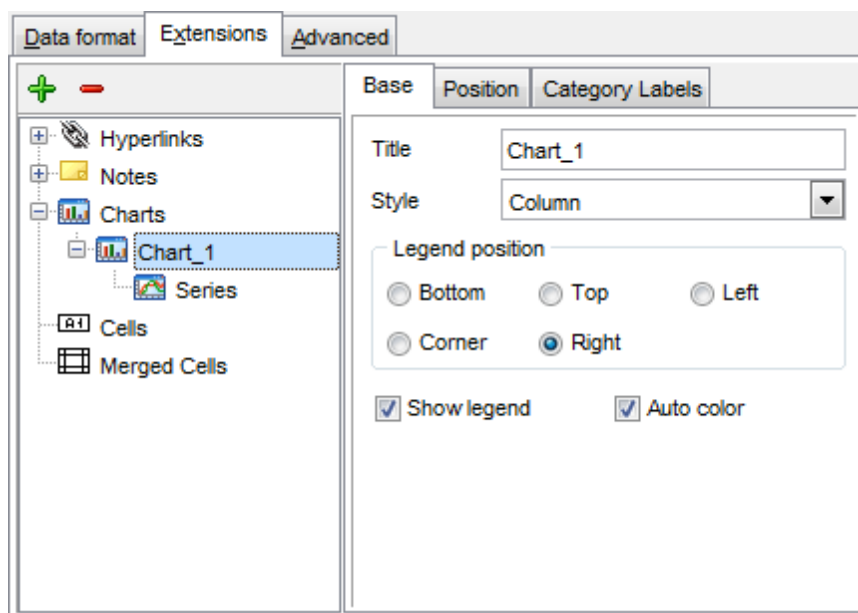 Data format Extensions Advanced
Base Position Category Labels
Hyperlinks
Notes
Charts
Chart_1
Series
Cells
Merged Cells
Title Chart_1
Style Column
Legend position
Bottom Top Left
Corner Right
Show legend Auto color